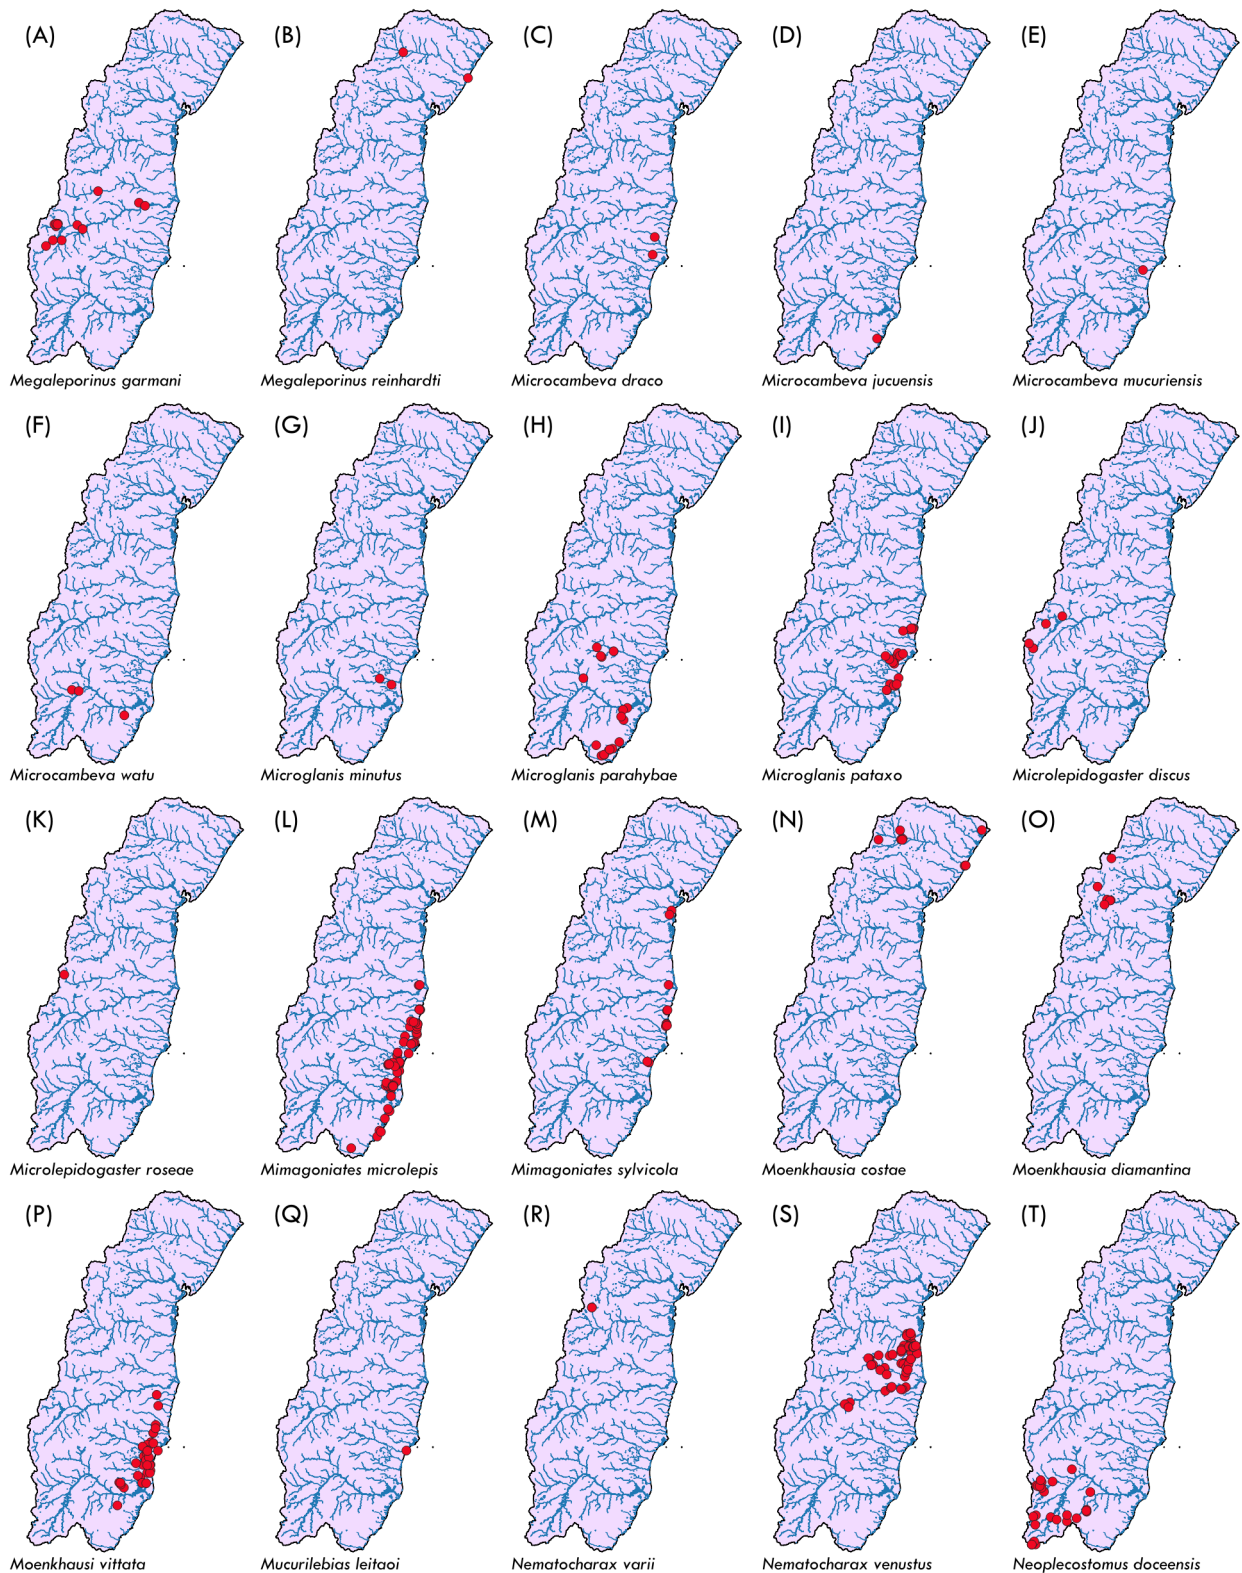 (A) (B) (C) (D) (E)
Megaleporinus garmani Megaleporinus reinhardti Microcambeva draco Microcambeva jucuensis Microcambeva mucuriensis
(F) (G) (H) (I) (J)
Microcambeva watu Microglanis minutus Microglanis parahybae Microglanis pataxo Microlepidogaster discus
(K) (L) (M) (N) (O)
Microlepidogaster roseae Mimagoniates microlepis Mimagoniates sylvicola Moenkhausia costae Moenkhausia diamantina
(P) (Q) (R) (S) (T)
Moenkhausi vittata Mucurilebias leitaoi Nematocharax varii Nematocharax venustus Neoplecostomus doceensis